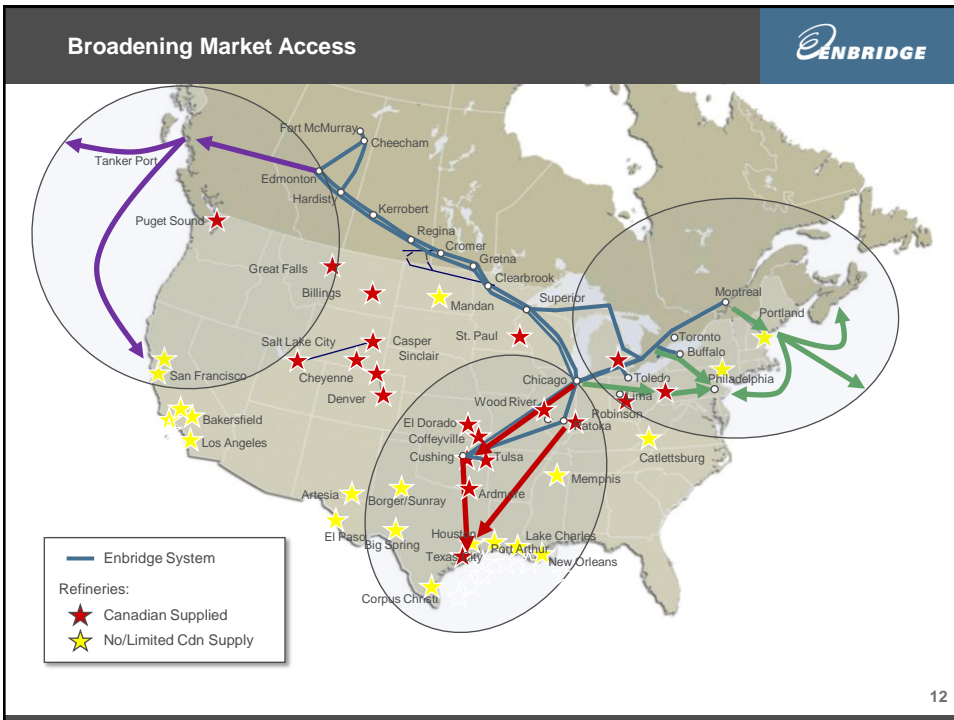 Broadening Market Access
ENBRIDGE
Fort McMurray
Cheecham
Tanker Port
Edmonton
Hardisty
Kerrobert
Puget Sound
Regina
Cromer
Gretna
Great Falls
Clearbrook
Billings
Mandan
Superior
Montreal
Portland
St. Paul
Toronto
Salt Lake City
Casper
Buffalo
Sinclair
San Francisco
Cheyenne
Chicago
Toledo
Philadelphia
Denver
Wood River
Lima
Robinson
Bakersfield
El Dorado
Patoka
Coffeyville
Los Angeles
Cushing
Tulsa
Catlettsburg
Memphis
Artesia
Borger/Sunray
Ardmore
El Paso
Big Spring
Houston
Lake Charles
Port Arthur
Texas City
New Orleans
Corpus Christi
Enbridge System
Refineries:
Canadian Supplied
No/Limited Cdn Supply
12